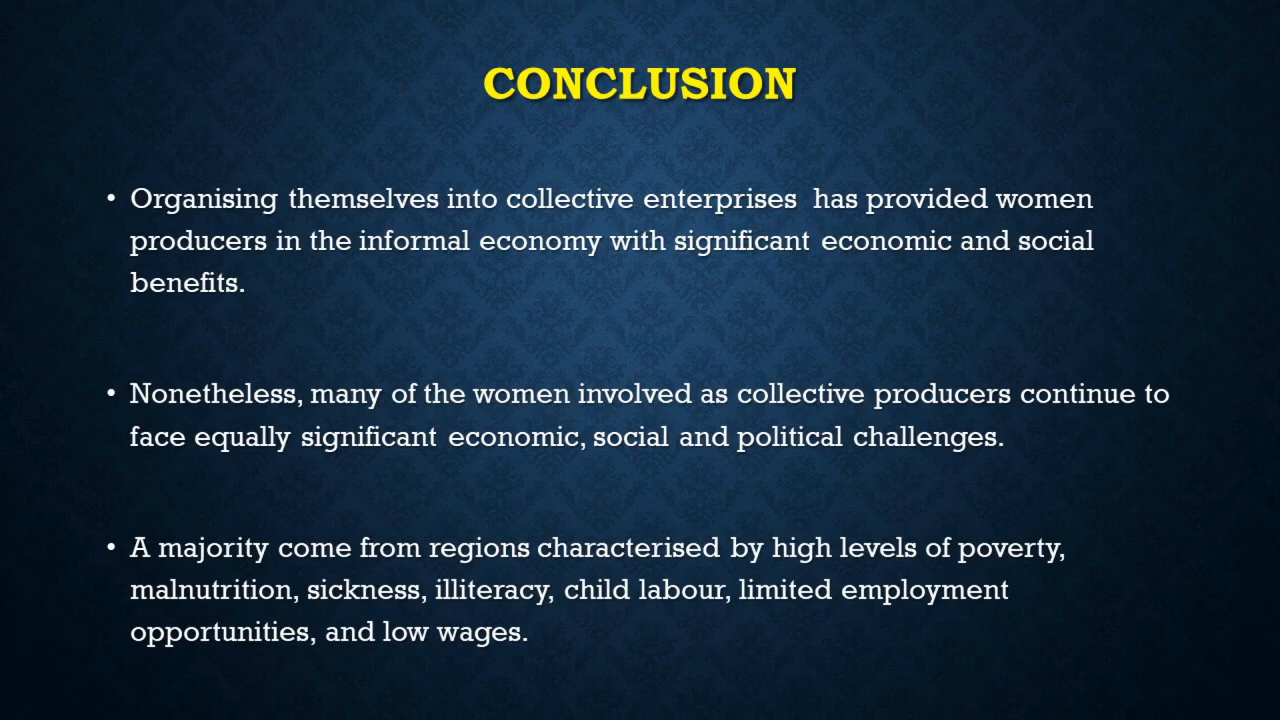 CONCLUSION
• Organising themselves into collective enterprises  has provided women
producers in the informal economy with significant economic and social
benefits.
• Nonetheless, many of the women involved as collective producers continue to
face equally significant economic, social and political challenges.
• A majority come from regions characterised by high levels of poverty,
malnutrition, sickness, illiteracy, child labour, limited employment
opportunities, and low wages.